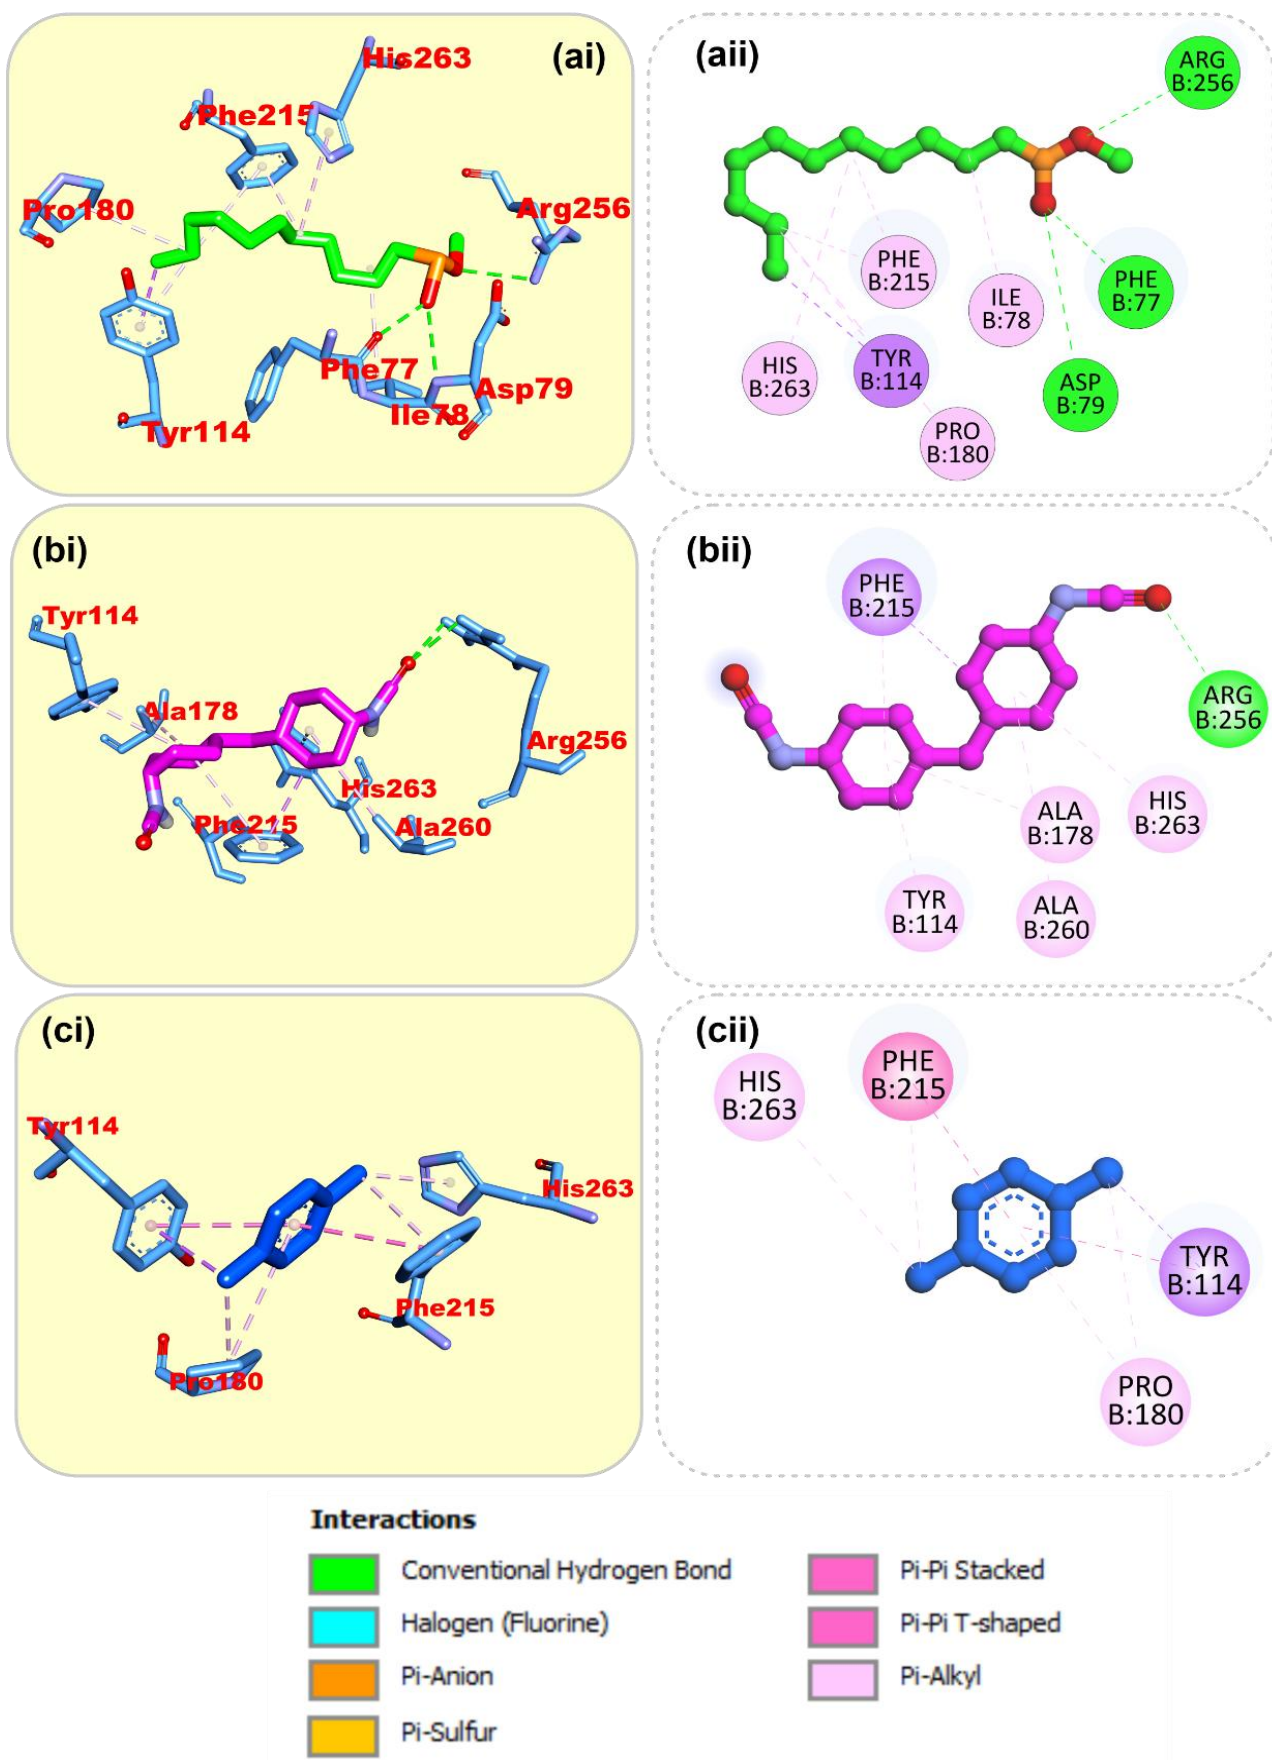 (ai)
His263
Phe215
Pro180
Arg256
Phe77
Asp79
Ile78
Tyr114
(aii)
ARG
B:256
PHE
B:215
ILE
B:78
PHE
B:77
HIS
B:263
TYR
B:114
ASP
B:79
PRO
B:180
(bi)
Tyr114
Ala178
Arg256
His263
Phe215
Ala260
(bii)
PHE
B:215
ARG
B:256
ALA
B:178
HIS
B:263
TYR
B:114
ALA
B:260
(ci)
Tyr114
His263
Phe215
Pro180
(cii)
HIS
B:263
PHE
B:215
TYR
B:114
PRO
B:180
Interactions
Conventional Hydrogen Bond
Halogen (Fluorine)
Pi-Anion
Pi-Sulfur
Pi-Pi Stacked
Pi-Pi T-shaped
Pi-Alkyl